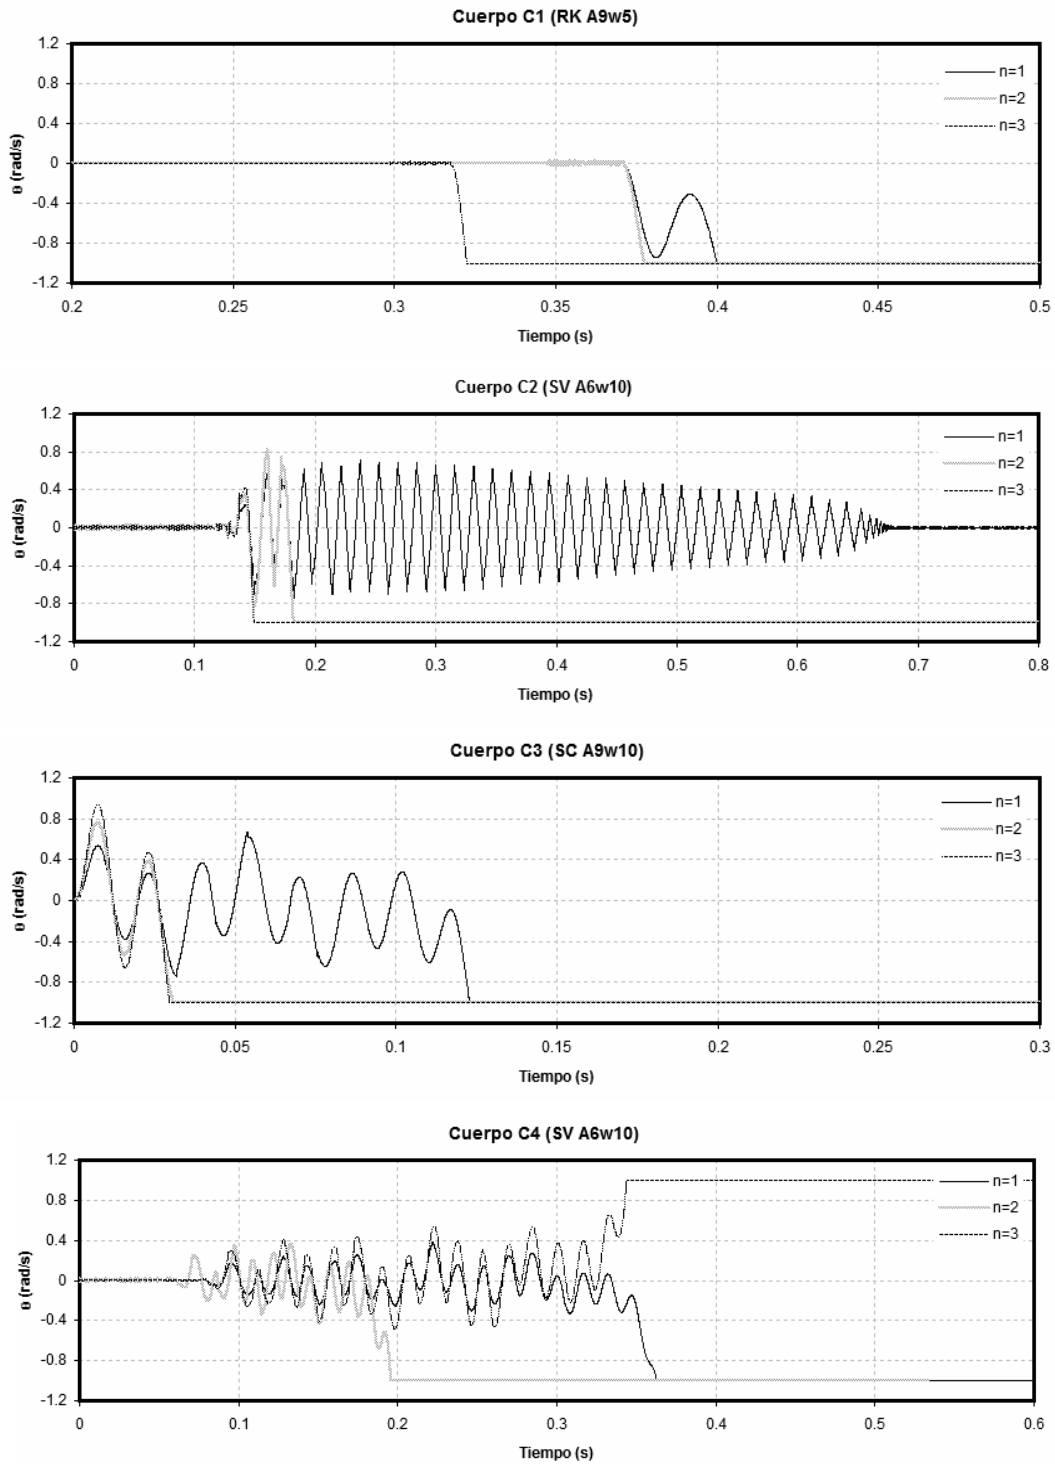 Cuerpo C1 (RK A9w5)
1.2
0.8
0.4
0
-0.4
-0.8
-1.2
θ (rad/s)
n=1
n=2
n=3
0.2 0.25 0.3 0.35 0.4 0.45 0.5
Tiempo (s)
Cuerpo C2 (SV A6w10)
1.2
0.8
0.4
0
-0.4
-0.8
-1.2
θ (rad/s)
n=1
n=2
n=3
0 0.1 0.2 0.3 0.4 0.5 0.6 0.7 0.8
Tiempo (s)
Cuerpo C3 (SC A9w10)
1.2
0.8
0.4
0
-0.4
-0.8
-1.2
θ (rad/s)
n=1
n=2
n=3
0 0.05 0.1 0.15 0.2 0.25 0.3
Tiempo (s)
Cuerpo C4 (SV A6w10)
1.2
0.8
0.4
0
-0.4
-0.8
-1.2
θ (rad/s)
n=1
n=2
n=3
0 0.1 0.2 0.3 0.4 0.5 0.6
Tiempo (s)